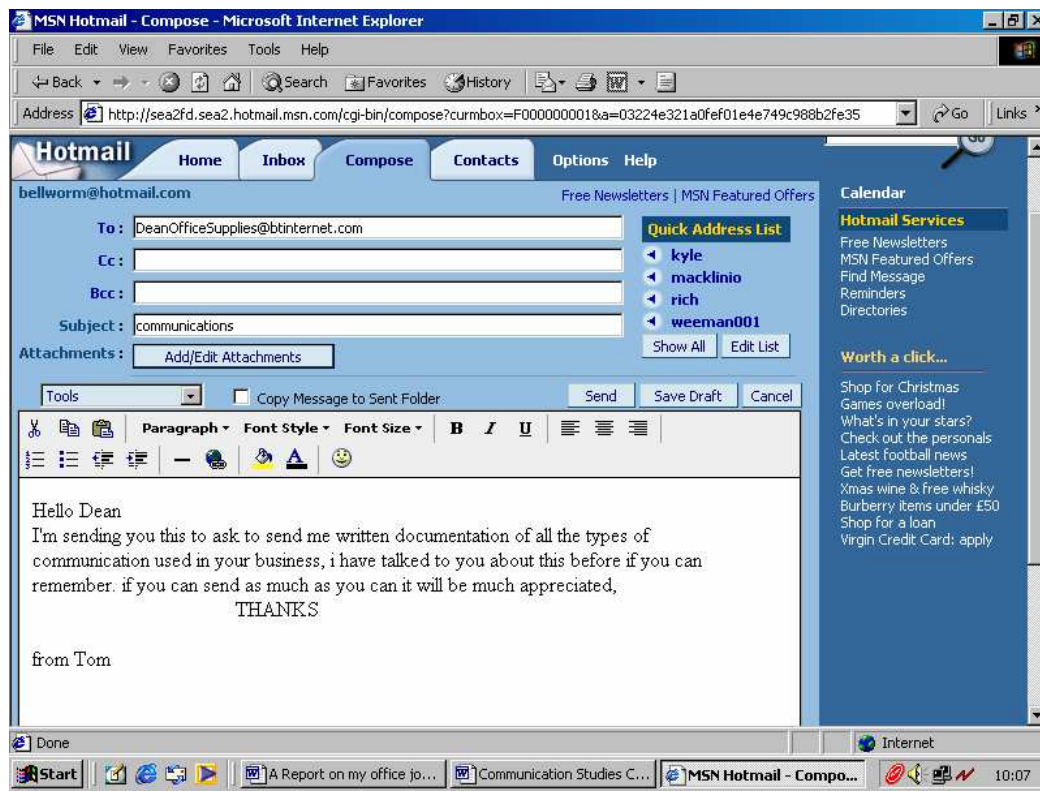 MSN Hotmail - Compose - Microsoft Internet Explorer
File Edit View Favorites Tools Help
Back Search Favorites History
Address http://sea2fd.sea2.hotmail.msn.com/cgi-bin/compose?curmbox=F000000001&a=03224e321a0fef01e4e749c988b2fe35 Go Links
Hotmail Home Inbox Compose Contacts Options Help Go
bellworm@hotmail.com Free Newsletters | MSN Featured Offers
To : DeanOfficeSupplies@btinternet.com
Cc :
Bcc :
Subject : communications
Attachments : Add/Edit Attachments
Quick Address List
kyle
macklinio
rich
weeman001
Show All Edit List
Tools Copy Message to Sent Folder Send Save Draft Cancel
Paragraph Font Style Font Size B I U
A
Hello Dean
I'm sending you this to ask to send me written documentation of all the types of
communication used in your business, i have talked to you about this before if you can
remember. if you can send as much as you can it will be much appreciated,
THANKS
from Tom
Calendar
Hotmail Services
Free Newsletters
MSN Featured Offers
Find Message
Reminders
Directories
Worth a click...
Shop for Christmas
Games overload!
What's in your stars?
Check out the personals
Latest football news
Get free newsletters!
Xmas wine & free whisky
Burberry items under £50
Shop for a loan
Virgin Credit Card: apply
Done Internet
Start A Report on my office jo... Communication Studies C... MSN Hotmail - Compo... 10:07